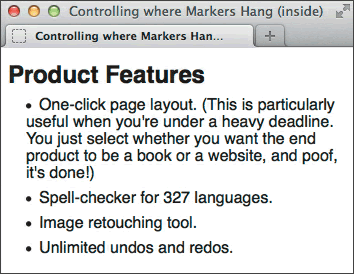 Controlling where Markers Hang (inside)
Controlling where Markers Han...
Product Features
• One-click page layout. (This is particularly
useful when you're under a heavy deadline.
You just select whether you want the end
product to be a book or a website, and poof,
it's done!)
• Spell-checker for 327 languages.
• Image retouching tool.
• Unlimited undos and redos.